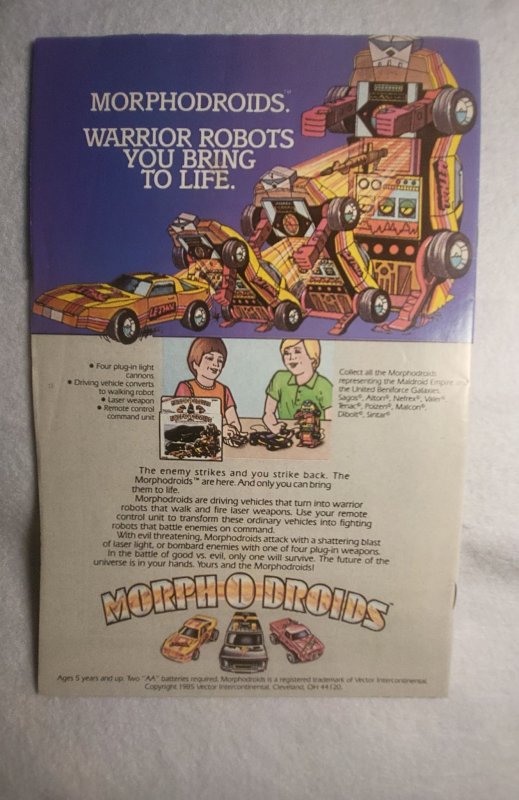 MORPHODROIDS.™
WARRIOR ROBOTS
YOU BRING
TO LIFE.
LETHAL
• Four plug-in light
cannons
• Driving vehicle converts
to walking robot
• Laser weapon
• Remote control
command unit
Collect all the Morphodroids
representing the Maldroid Empire
the United Beniforce Galaxies.
Sagos®, Alton®, Nefrex®,
Tenac®, Poizen®, Malcon®,
Dibolt®, Sintar®
The enemy strikes and you strike back. The
Morphodroids™ are here. And only you can bring
them to life.
Morphodroids are driving vehicles that turn into warrior
robots that walk and fire laser weapons. Use your remote
control unit to transform these ordinary vehicles into fighting
robots that battle enemies on command.
With evil threatening, Morphodroids attack with a shattering blast
of laser light, or bombard enemies with one of four plug-in weapons.
In the battle of good vs. evil, only one will survive. The future of the
universe is in your hands. Yours and the Morphodroids!
MORPH-O-DROIDS™
Ages 5 years and up. Two "AA" batteries required. Morphodroids is a registered trademark of Vector Intercontinental.
Copyright 1985 Vector Intercontinental, Cleveland, OH 44120.